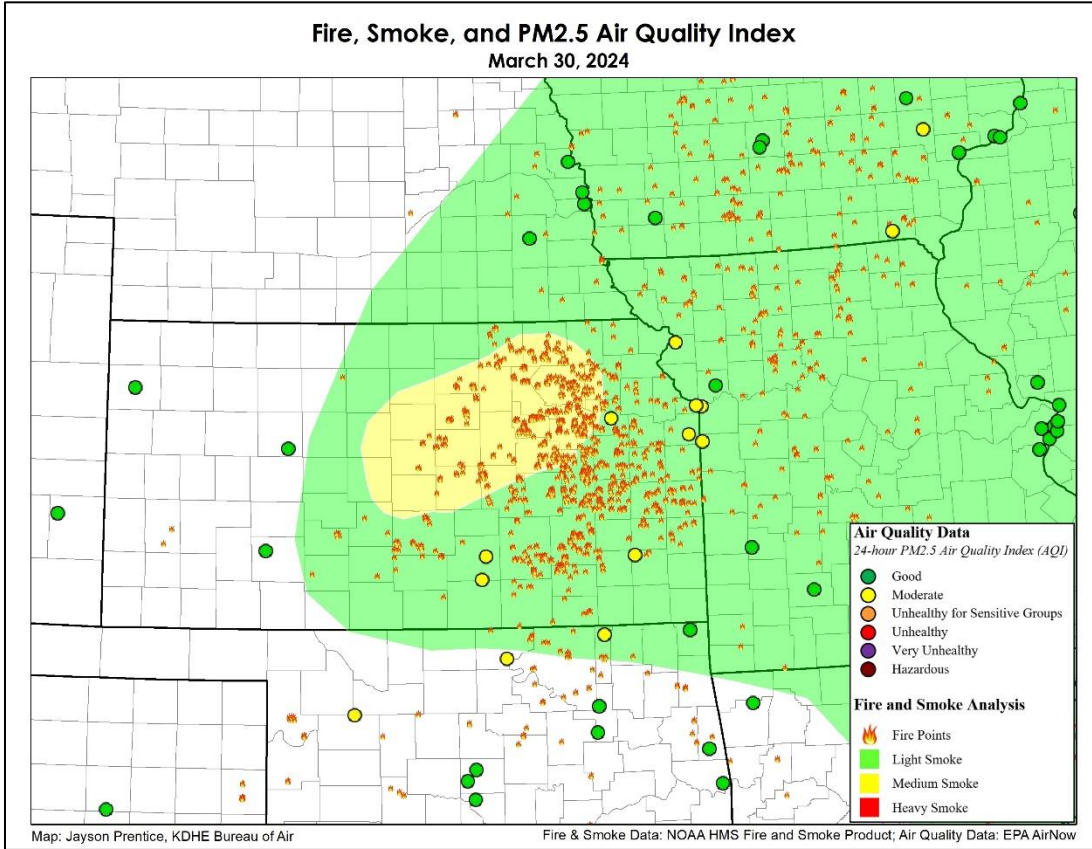 Fire, Smoke, and PM2.5 Air Quality Index
March 30, 2024
Air Quality Data
24-hour PM2.5 Air Quality Index (AQI)
Good
Moderate
Unhealthy for Sensitive Groups
Unhealthy
Very Unhealthy
Hazardous
Fire and Smoke Analysis
Fire Points
Light Smoke
Medium Smoke
Heavy Smoke
Map: Jayson Prentice, KDHE Bureau of Air
Fire & Smoke Data: NOAA HMS Fire and Smoke Product; Air Quality Data: EPA AirNow